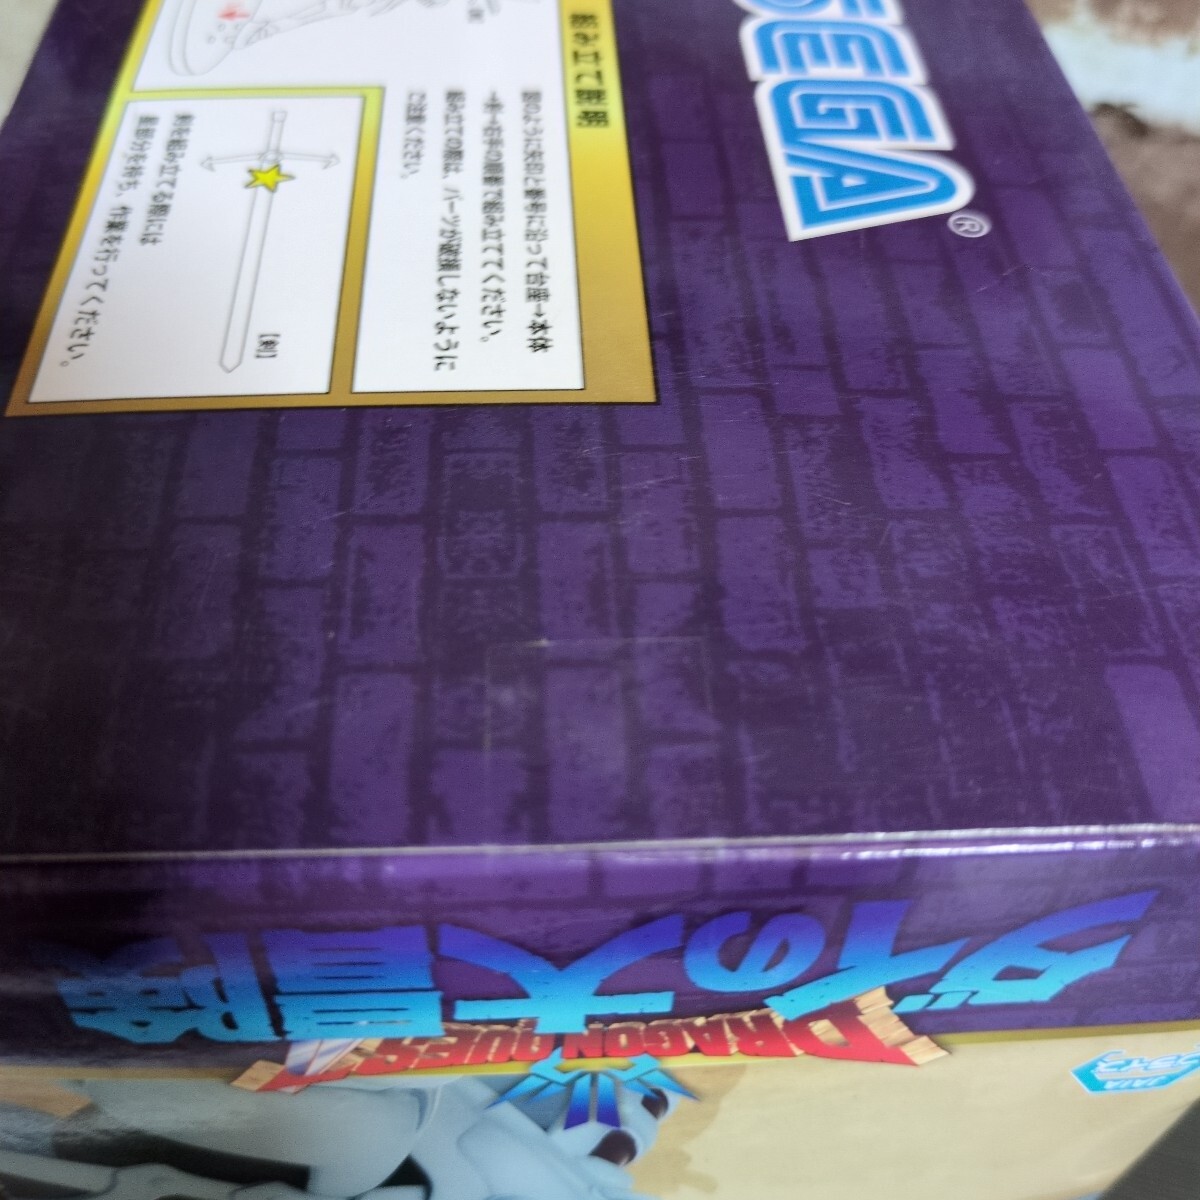 SEGA®
組み立て説明
図のように矢印と番号に沿って台座→本体
→剣→右手の順番で組み立ててください。
組み立ての際は、パーツが破損しないように
ご注意ください。
【剣】
剣を組み立てる際には
星部分を持ち、作業を行ってください。
ダイの大冒険
DRAGON QUEST